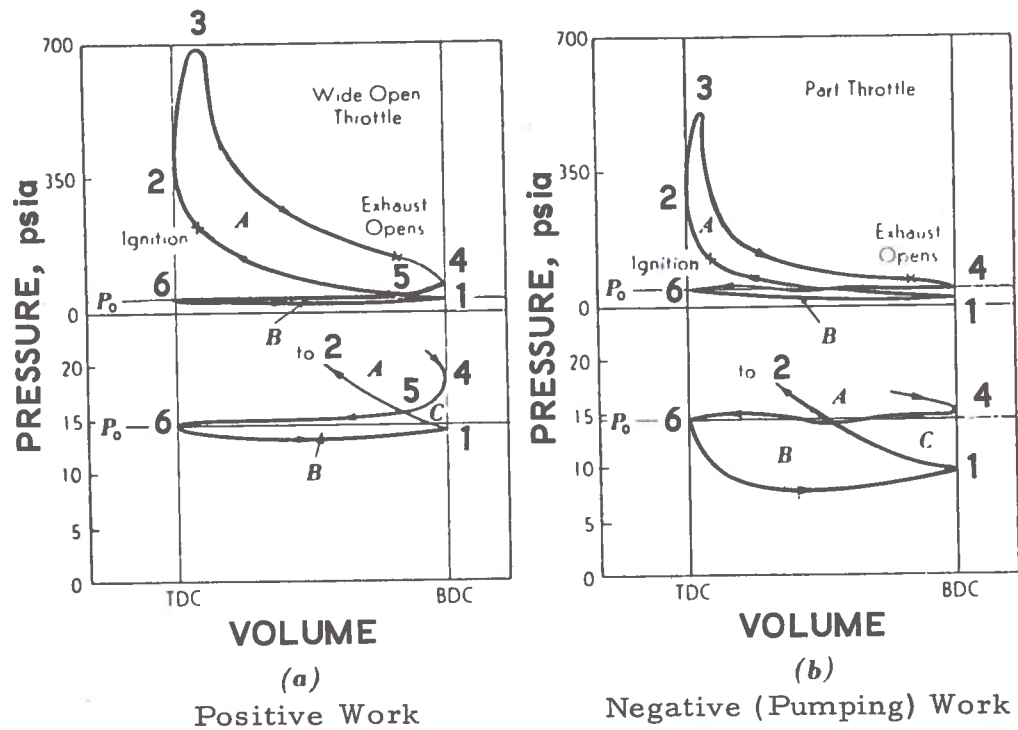 3
700
Wide Open
Throttle
350
2
A
Ignition
Exhaust
Opens
4
5
6
1
P₀
0
B
PRESSURE, psia
to 2
A
20
4
5
C
15
P₀
6
1
B
10
5
0
TDC
BDC
VOLUME
(a)
Positive Work
700
3
Part Throttle
350
2
A
Ignition
Exhaust
Opens
4
P₀
6
1
0
B
PRESSURE, psia
to 2
A
20
4
15
P₀
6
C
B
1
10
5
0
TDC
BDC
VOLUME
(b)
Negative (Pumping) Work